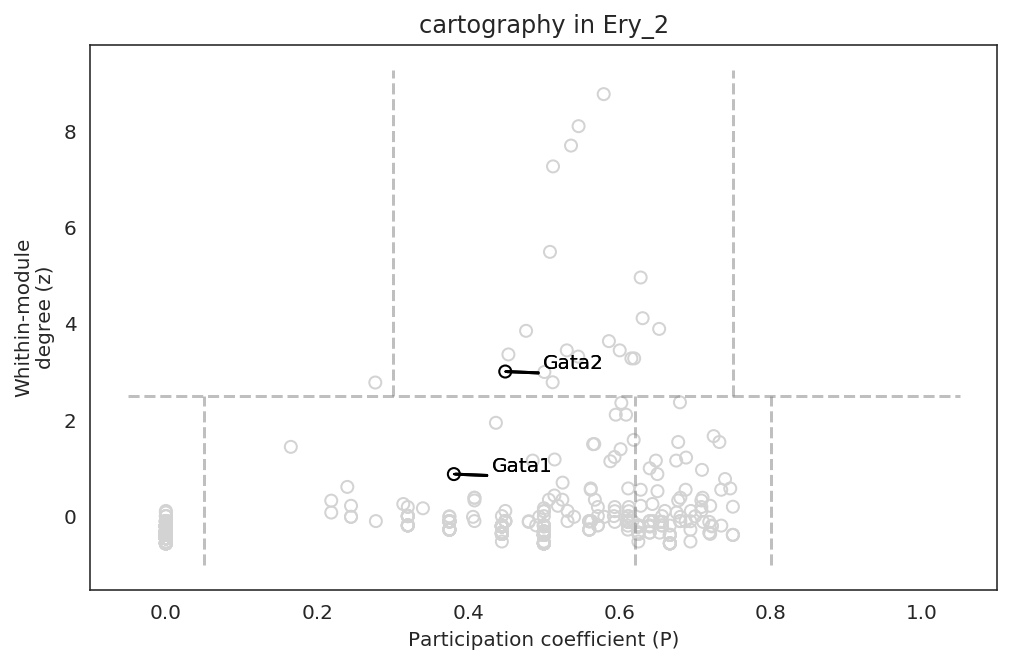 cartography in Ery_2
Whithin-module
degree (z)
8
6
4
2
0
Gata2
Gata1
0.0 0.2 0.4 0.6 0.8 1.0
Participation coefficient (P)